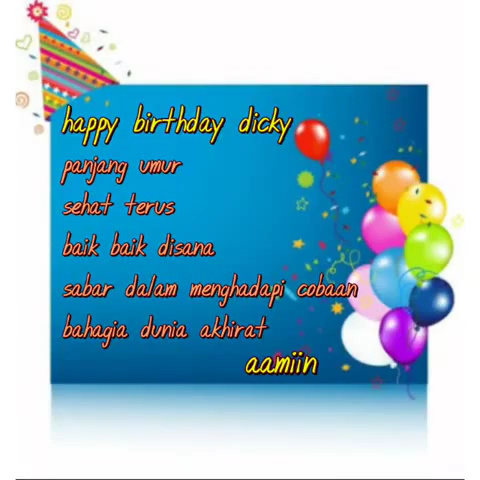 happy birthday dicky
panjang umur
sehat terus
baik baik disana
sabar dalam menghadapi cobaan
bahagia dunia akhirat
aamiin